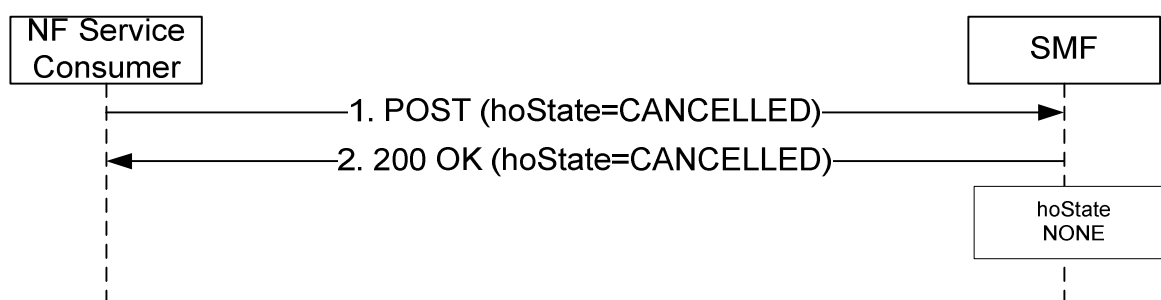 NF Service
Consumer
SMF
1. POST (hoState=CANCELLED)
2. 200 OK (hoState=CANCELLED)
hoState
NONE